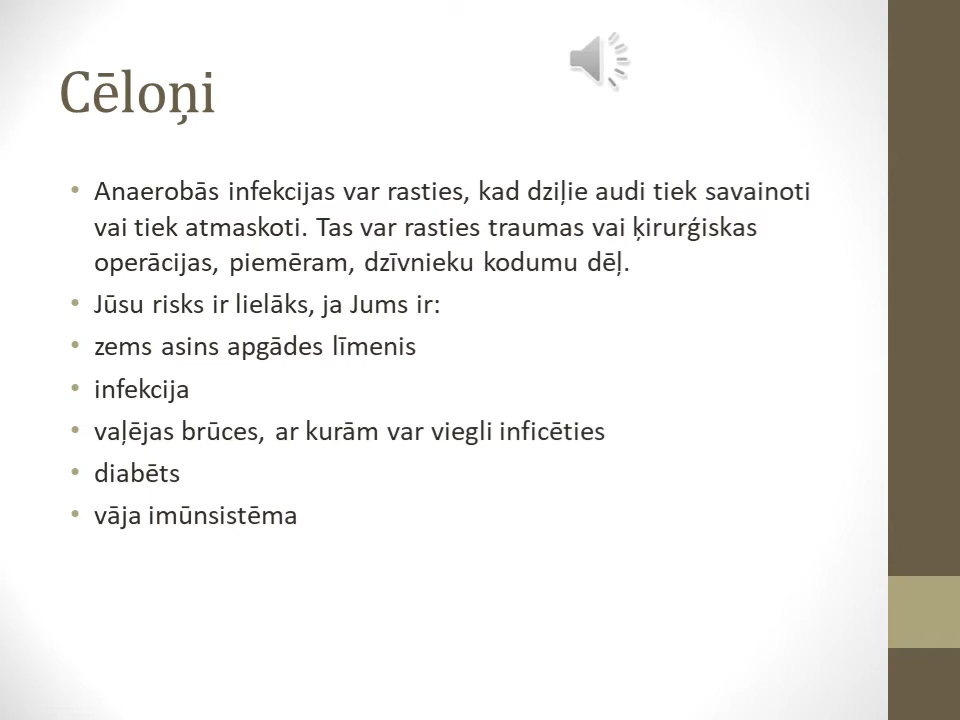 Cēloņi
• Anaerobās infekcijas var rasties, kad dziļie audi tiek savainoti
vai tiek atmaskoti. Tas var rasties traumas vai ķirurģiskas
operācijas, piemēram, dzīvnieku kodumu dēļ.
• Jūsu risks ir lielāks, ja Jums ir:
• zems asins apgādes līmenis
• infekcija
• vaļējas brūces, ar kurām var viegli inficēties
• diabēts
• vāja imūnsistēma